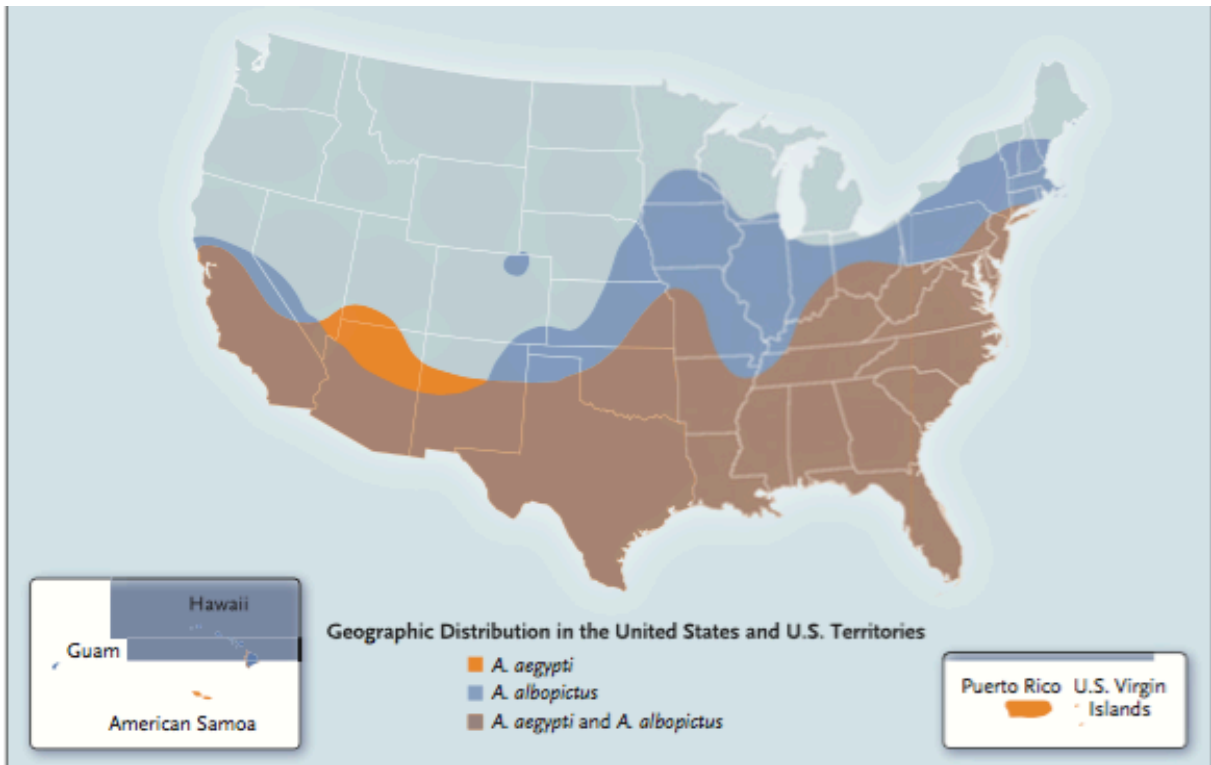 Hawaii
Guam
American Samoa
Geographic Distribution in the United States and U.S. Territories
A. aegypti
A. albopictus
A. aegypti and A. albopictus
Puerto Rico U.S. Virgin
Islands